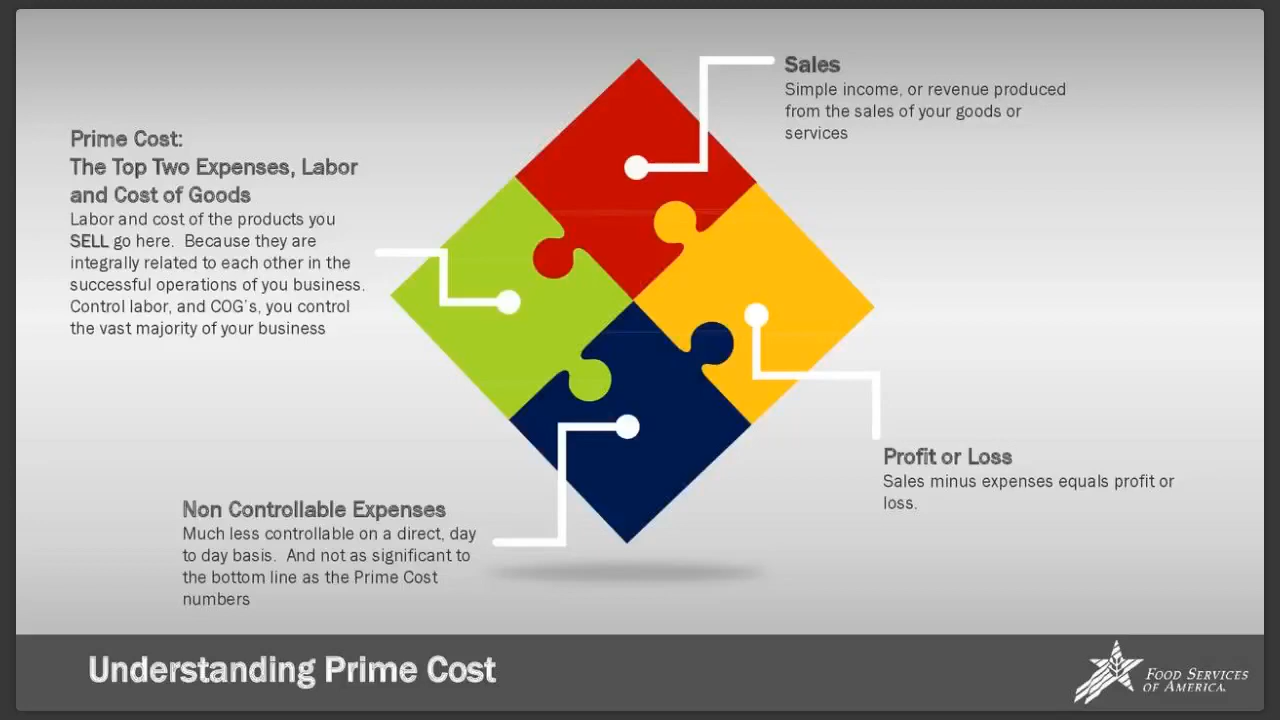 Sales
Simple income, or revenue produced
from the sales of your goods or
services
Prime Cost:
The Top Two Expenses, Labor
and Cost of Goods
Labor and cost of the products you
SELL go here.  Because they are
integrally related to each other in the
successful operations of you business.
Control labor, and COG's, you control
the vast majority of your business
Profit or Loss
Sales minus expenses equals profit or
loss.
Non Controllable Expenses
Much less controllable on a direct, day
to day basis.  And not as significant to
the bottom line as the Prime Cost
numbers
Understanding Prime Cost
FOOD SERVICES
OF AMERICA.